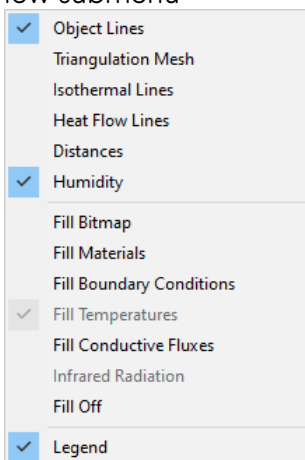 Object Lines
Triangulation Mesh
Isothermal Lines
Heat Flow Lines
Distances
Humidity
Fill Bitmap
Fill Materials
Fill Boundary Conditions
Fill Temperatures
Fill Conductive Fluxes
Infrared Radiation
Fill Off
Legend